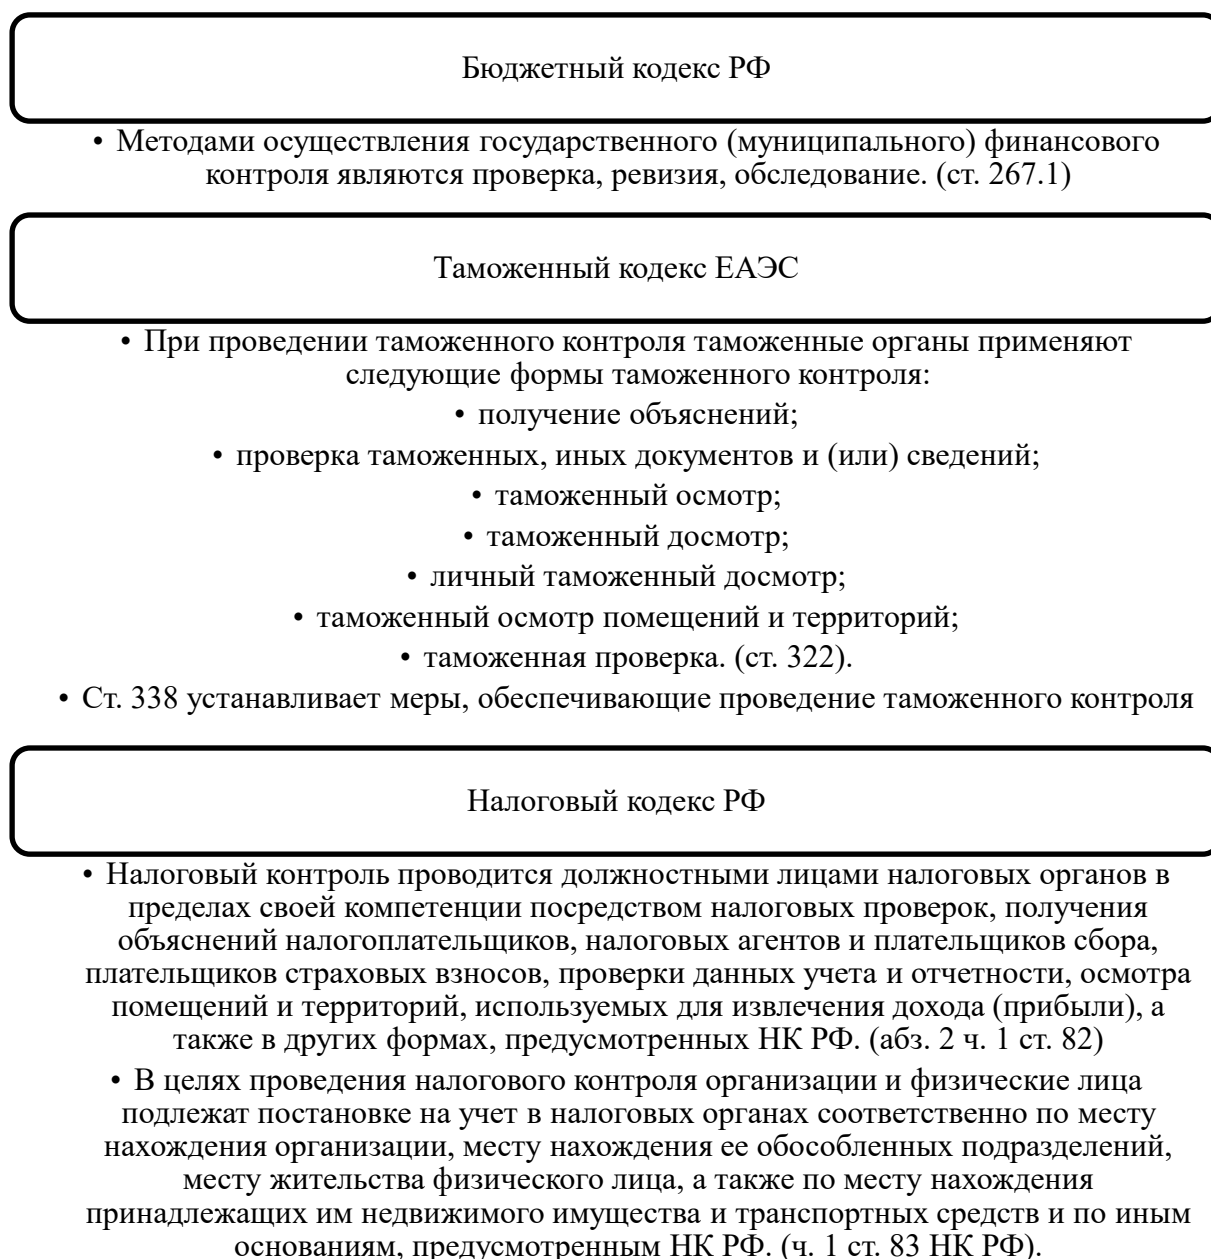 Бюджетный кодекс РФ
• Методами осуществления государственного (муниципального) финансового
контроля являются проверка, ревизия, обследование. (ст. 267.1)
Таможенный кодекс ЕАЭС
• При проведении таможенного контроля таможенные органы применяют
следующие формы таможенного контроля:
• получение объяснений;
• проверка таможенных, иных документов и (или) сведений;
• таможенный осмотр;
• таможенный досмотр;
• личный таможенный досмотр;
• таможенный осмотр помещений и территорий;
• таможенная проверка. (ст. 322).
• Ст. 338 устанавливает меры, обеспечивающие проведение таможенного контроля
Налоговый кодекс РФ
• Налоговый контроль проводится должностными лицами налоговых органов в
пределах своей компетенции посредством налоговых проверок, получения
объяснений налогоплательщиков, налоговых агентов и плательщиков сбора,
плательщиков страховых взносов, проверки данных учета и отчетности, осмотра
помещений и территорий, используемых для извлечения дохода (прибыли), а
также в других формах, предусмотренных НК РФ. (абз. 2 ч. 1 ст. 82)
• В целях проведения налогового контроля организации и физические лица
подлежат постановке на учет в налоговых органах соответственно по месту
нахождения организации, месту нахождения ее обособленных подразделений,
месту жительства физического лица, а также по месту нахождения
принадлежащих им недвижимого имущества и транспортных средств и по иным
основаниям, предусмотренным НК РФ. (ч. 1 ст. 83 НК РФ).